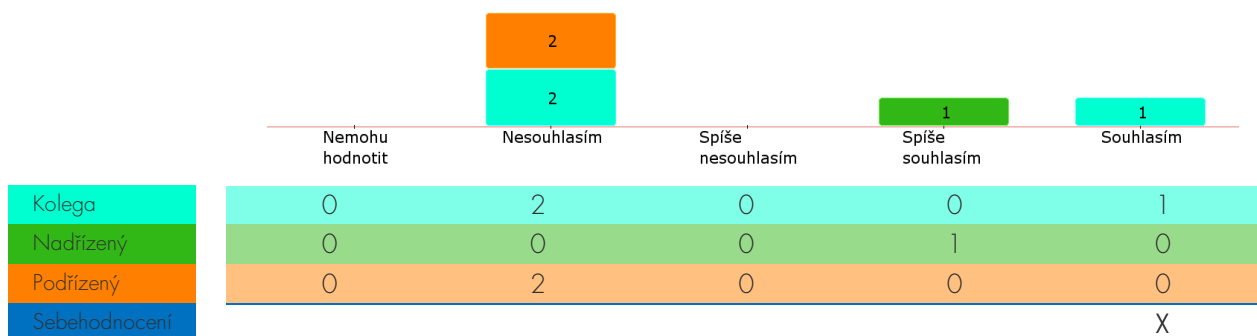 2
2
1
1
Nemohu
hodnotit
Nesouhlasím
Spíše
nesouhlasím
Spíše
souhlasím
Souhlasím
Kolega 0 2 0 0 1
Nadřízený 0 0 0 1 0
Podřízený 0 2 0 0 0
Sebehodnocení X